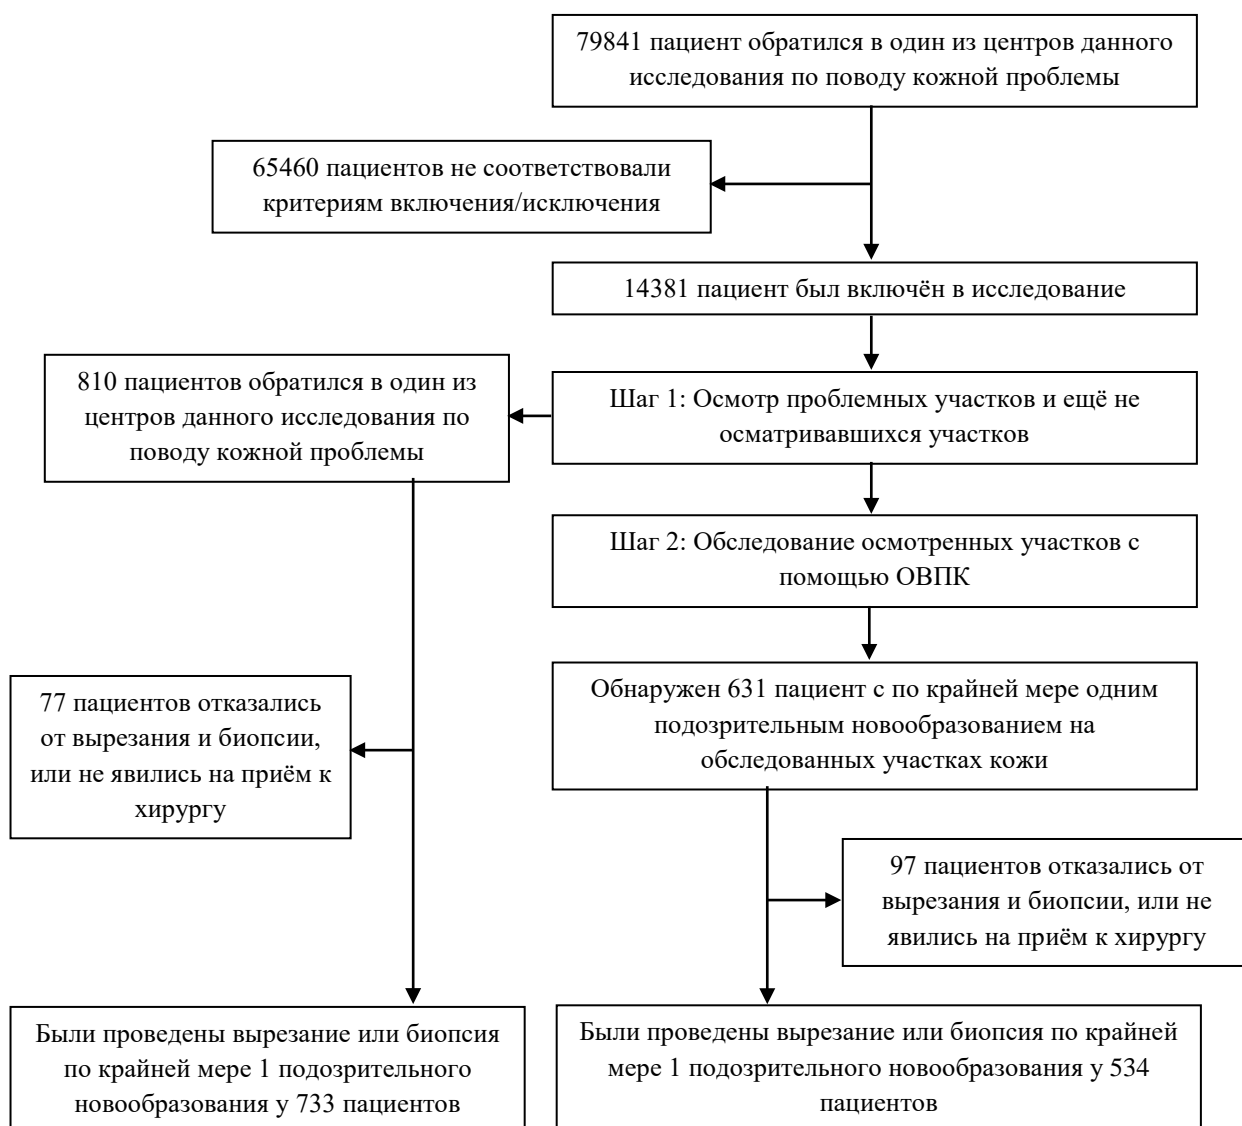 79841 пациент обратился в один из центров данного
исследования по поводу кожной проблемы
65460 пациентов не соответствовали
критериям включения/исключения
14381 пациент был включён в исследование
810 пациентов обратился в один из
центров данного исследования по
поводу кожной проблемы
Шаг 1: Осмотр проблемных участков и ещё не
осматривавшихся участков
Шаг 2: Обследование осмотренных участков с
помощью ОВПК
Обнаружен 631 пациент с по крайней мере одним
подозрительным новообразованием на
обследованных участках кожи
77 пациентов отказались
от вырезания и биопсии,
или не явились на приём к
хирургу
97 пациентов отказались от
вырезания и биопсии, или не
явились на приём к хирургу
Были проведены вырезание или биопсия
по крайней мере 1 подозрительного
новообразования у 733 пациентов
Были проведены вырезание или биопсия по крайней
мере 1 подозрительного новообразования у 534
пациентов